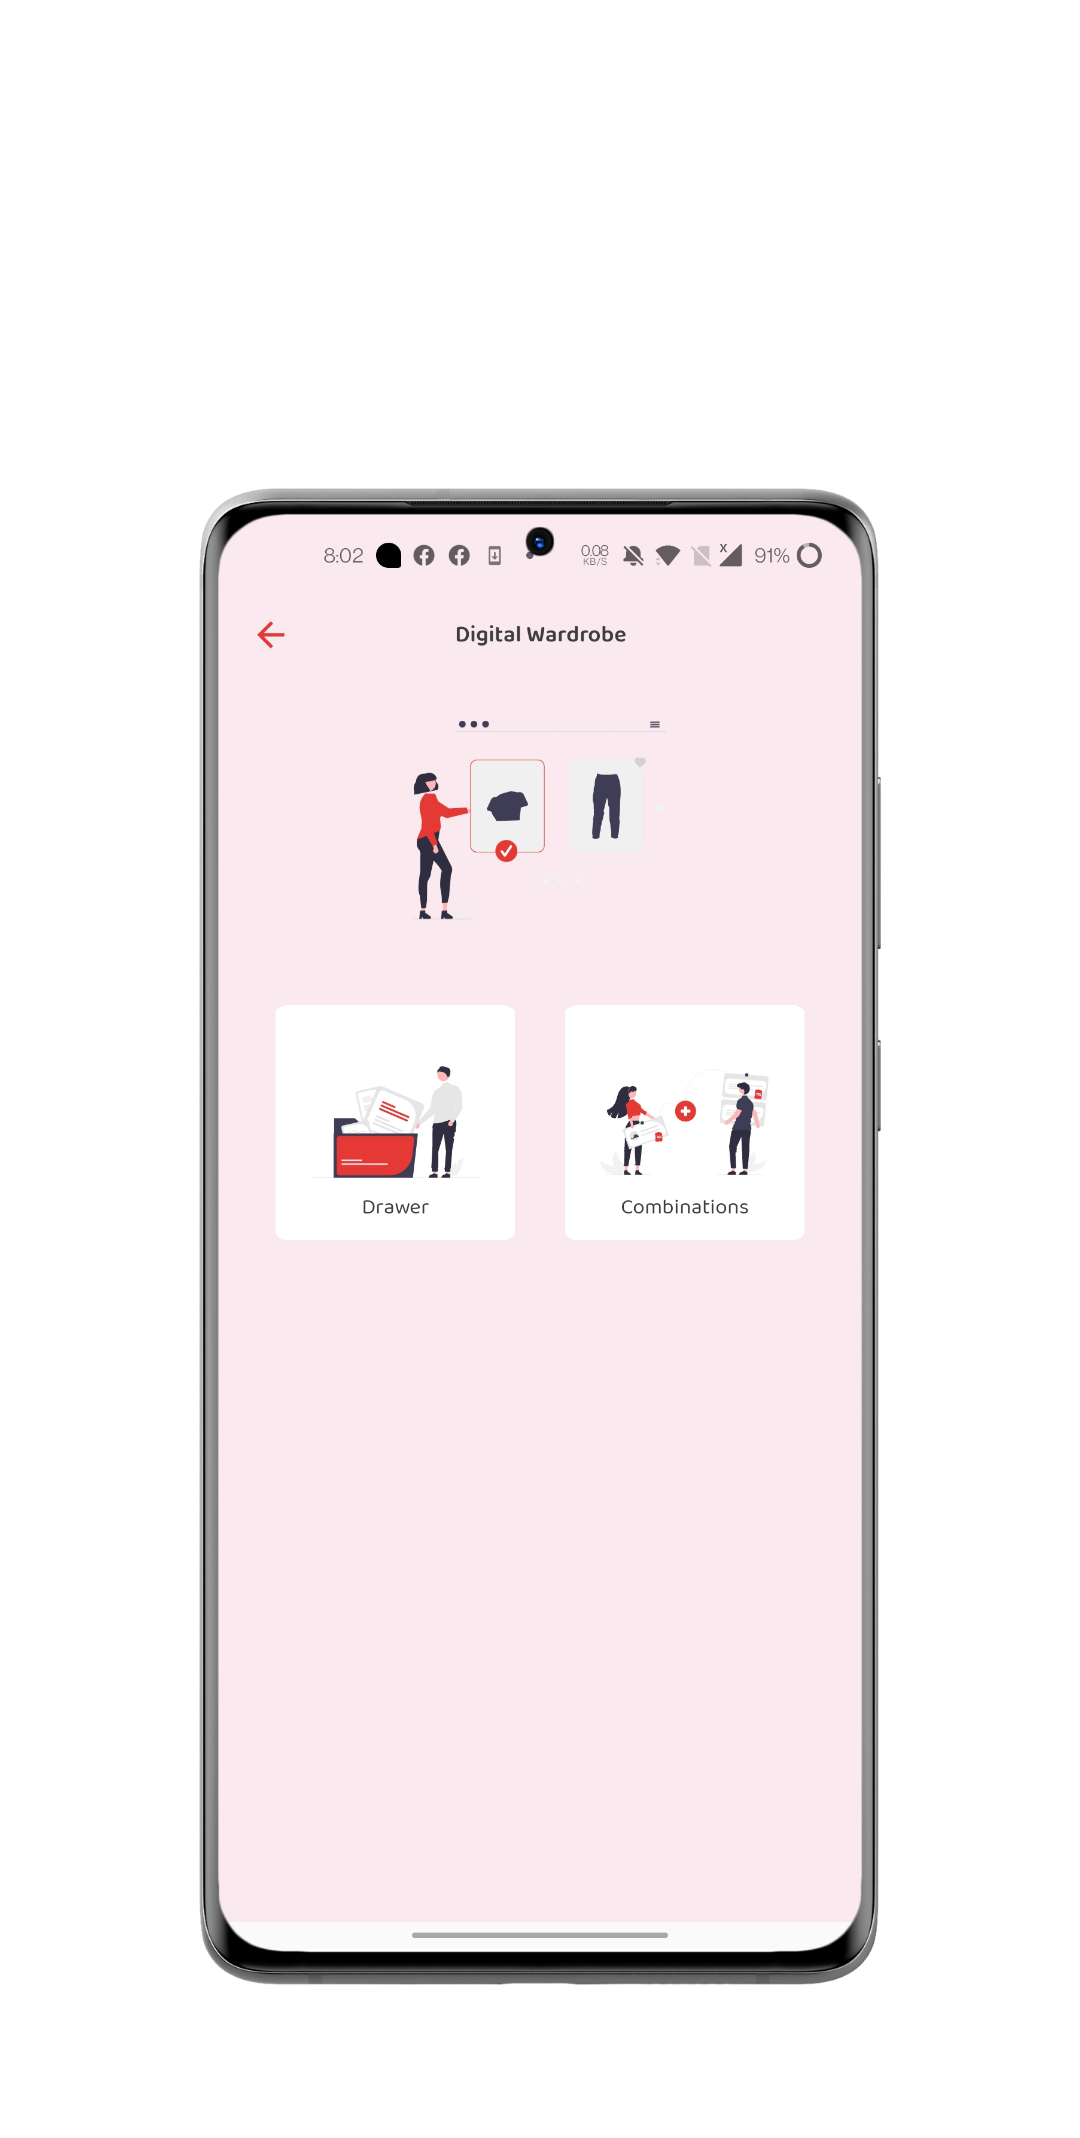 8:02 0.08 KB/S 91%
Digital Wardrobe
Drawer
Combinations